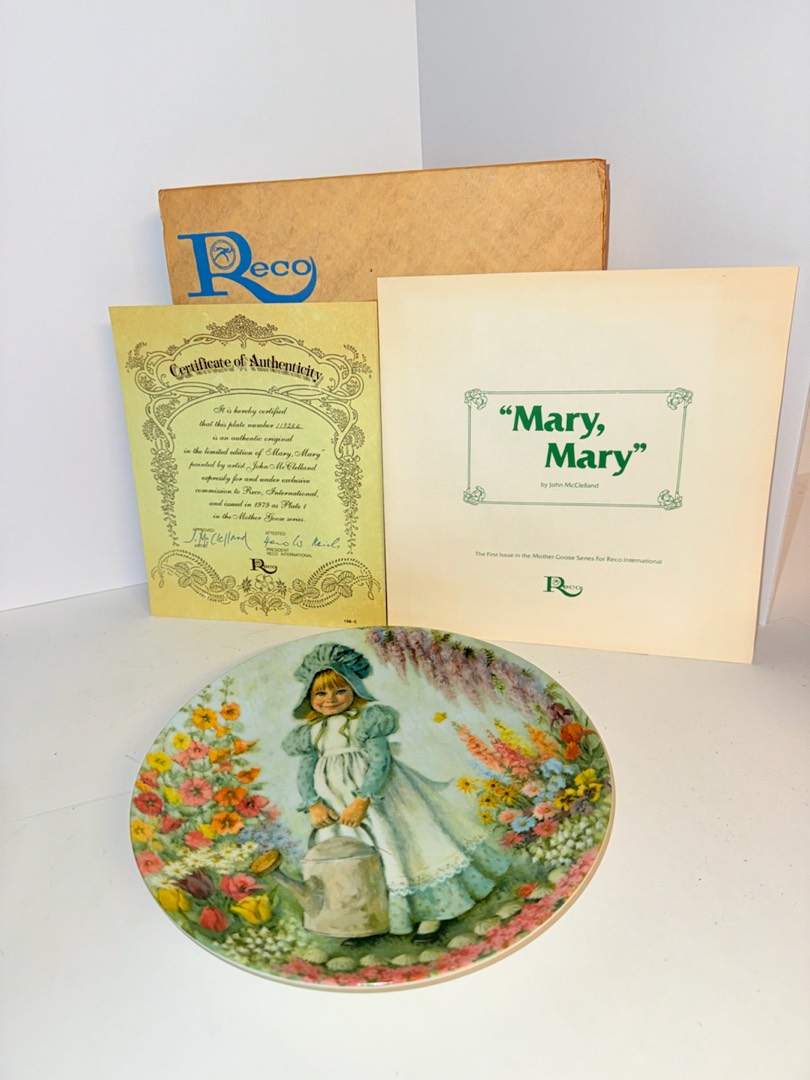 Reco
Certificate of Authenticity
It is hereby certified
that this plate number
is an authentic original
in the limited edition of "Mary, Mary"
painted by artist John McClelland
expressly for and under exclusive
commission to Reco, International,
and issued in 1979 as Plate 1
in the Mother Goose series.
APPROVED: ATTESTED:
J. McClelland
ARTIST PRESIDENT
RECO INTERNATIONAL
Reco
"Mary,
Mary"
by John McClelland
The First Issue in the Mother Goose Series For Reco International
Reco